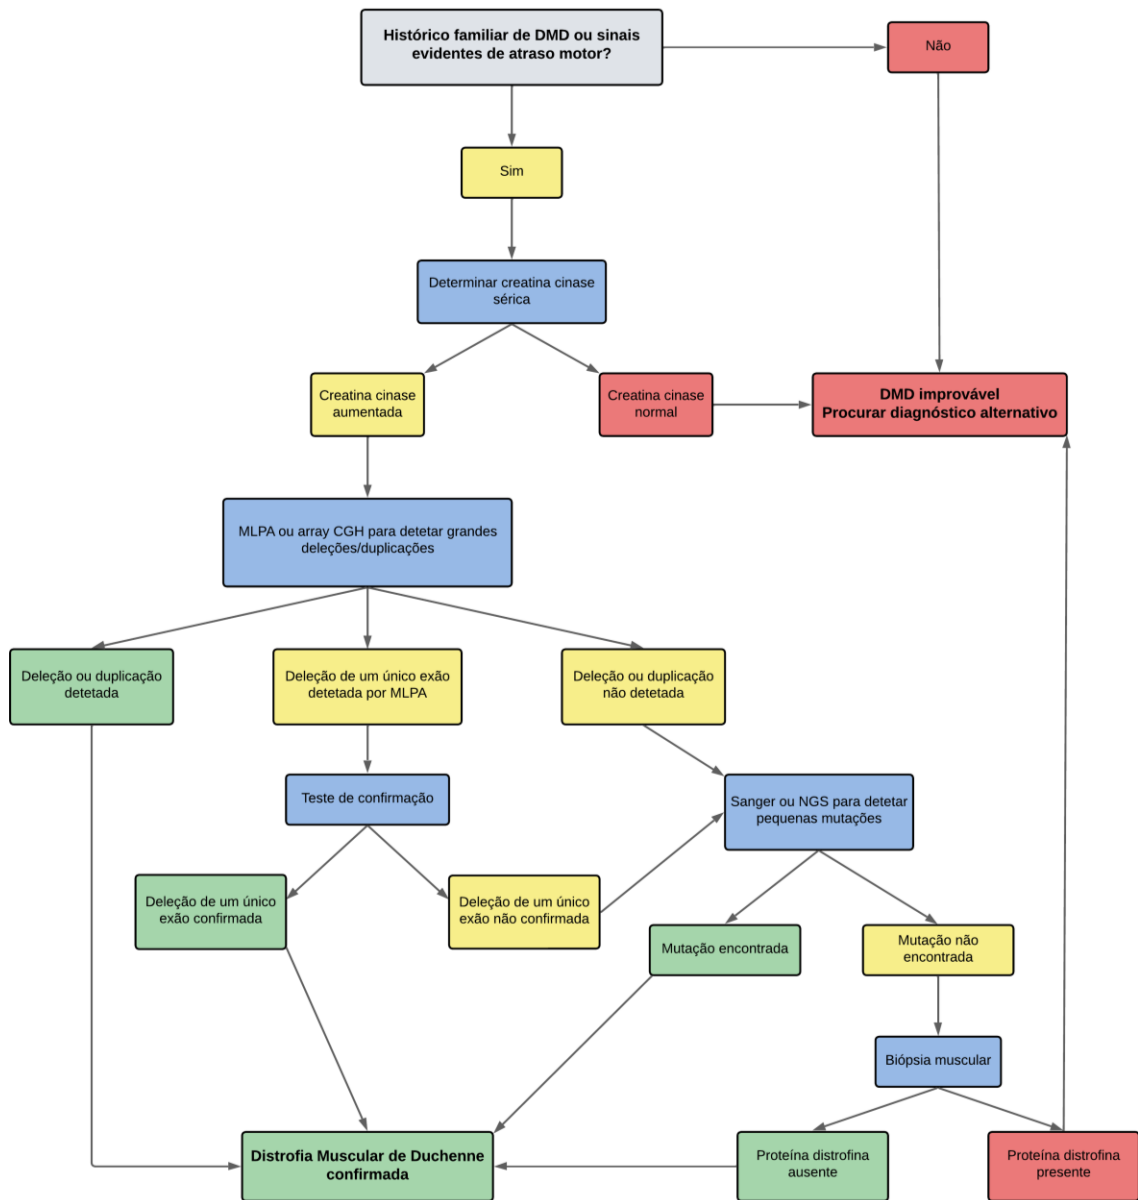 Histórico familiar de DMD ou sinais
evidentes de atraso motor?
Não
Sim
Determinar creatina cinase
sérica
Creatina cinase
aumentada
Creatina cinase
normal
DMD improvável
Procurar diagnóstico alternativo
MLPA ou array CGH para detetar grandes
deleções/duplicações
Deleção ou duplicação
detetada
Deleção de um único exão
detetada por MLPA
Deleção ou duplicação
não detetada
Teste de confirmação
Sanger ou NGS para detetar
pequenas mutações
Deleção de um único
exão confirmada
Deleção de um único
exão não confirmada
Mutação encontrada
Mutação não
encontrada
Biópsia muscular
Distrofia Muscular de Duchenne
confirmada
Proteína distrofina
ausente
Proteína distrofina
presente